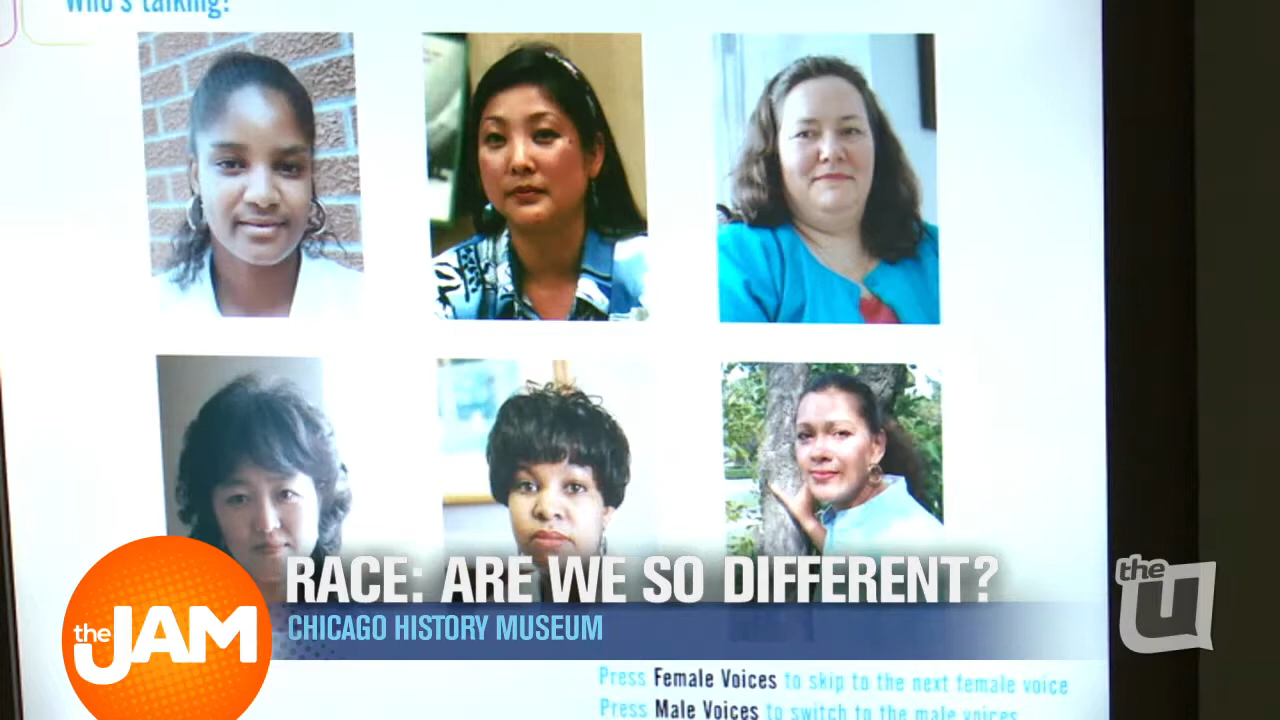 Who's talking?
RACE: ARE WE SO DIFFERENT?
CHICAGO HISTORY MUSEUM
the JAM
the U
Press Female Voices to skip to the next female voice
Press Male Voices to switch to the male voices